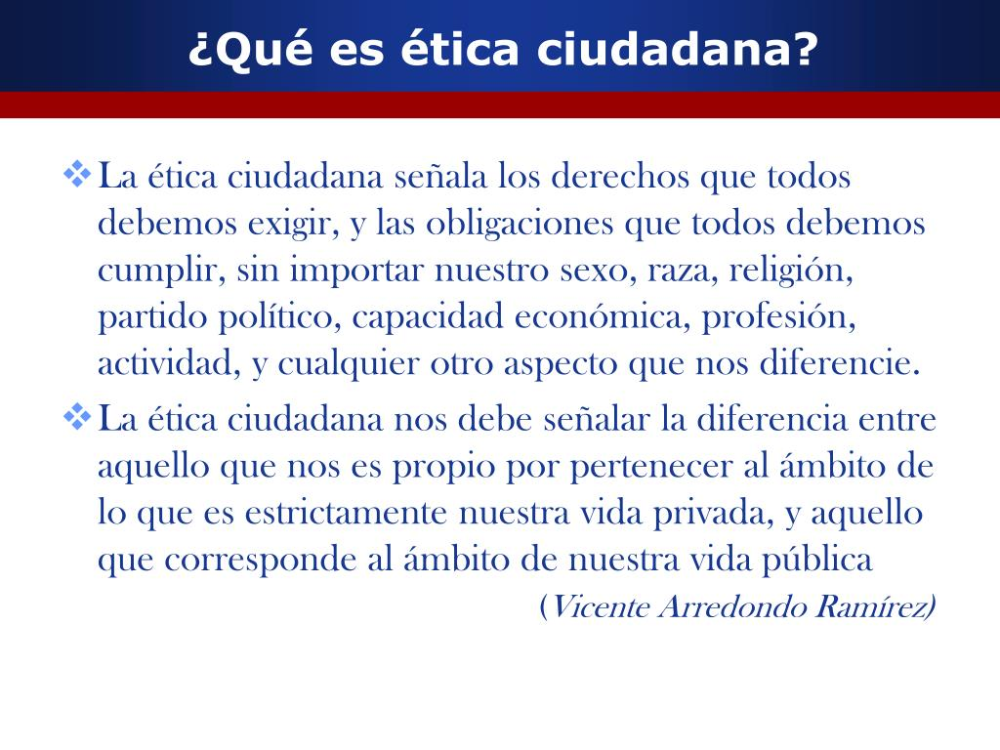 ¿Qué es ética ciudadana?
La ética ciudadana señala los derechos que todos
debemos exigir, y las obligaciones que todos debemos
cumplir, sin importar nuestro sexo, raza, religión,
partido político, capacidad económica, profesión,
actividad, y cualquier otro aspecto que nos diferencie.
La ética ciudadana nos debe señalar la diferencia entre
aquello que nos es propio por pertenecer al ámbito de
lo que es estrictamente nuestra vida privada, y aquello
que corresponde al ámbito de nuestra vida pública
(Vicente Arredondo Ramírez)